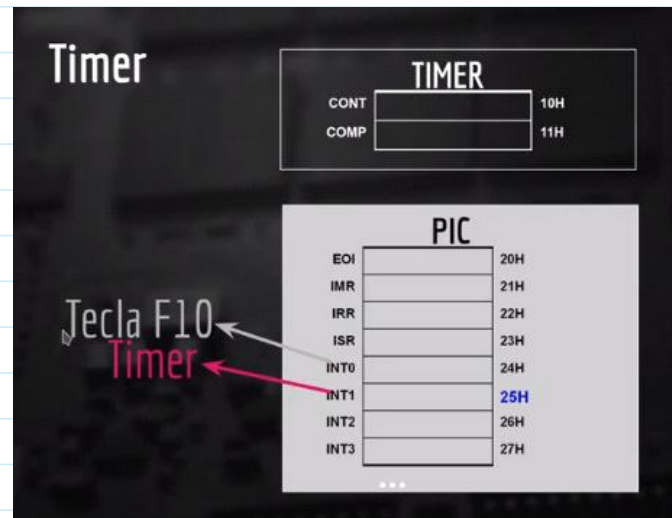 Timer
TIMER
CONT 10H
COMP 11H
PIC
EOI 20H
IMR 21H
IRR 22H
ISR 23H
Tecla F10
INT0 24H
Timer
INT1 25H
INT2 26H
INT3 27H
...